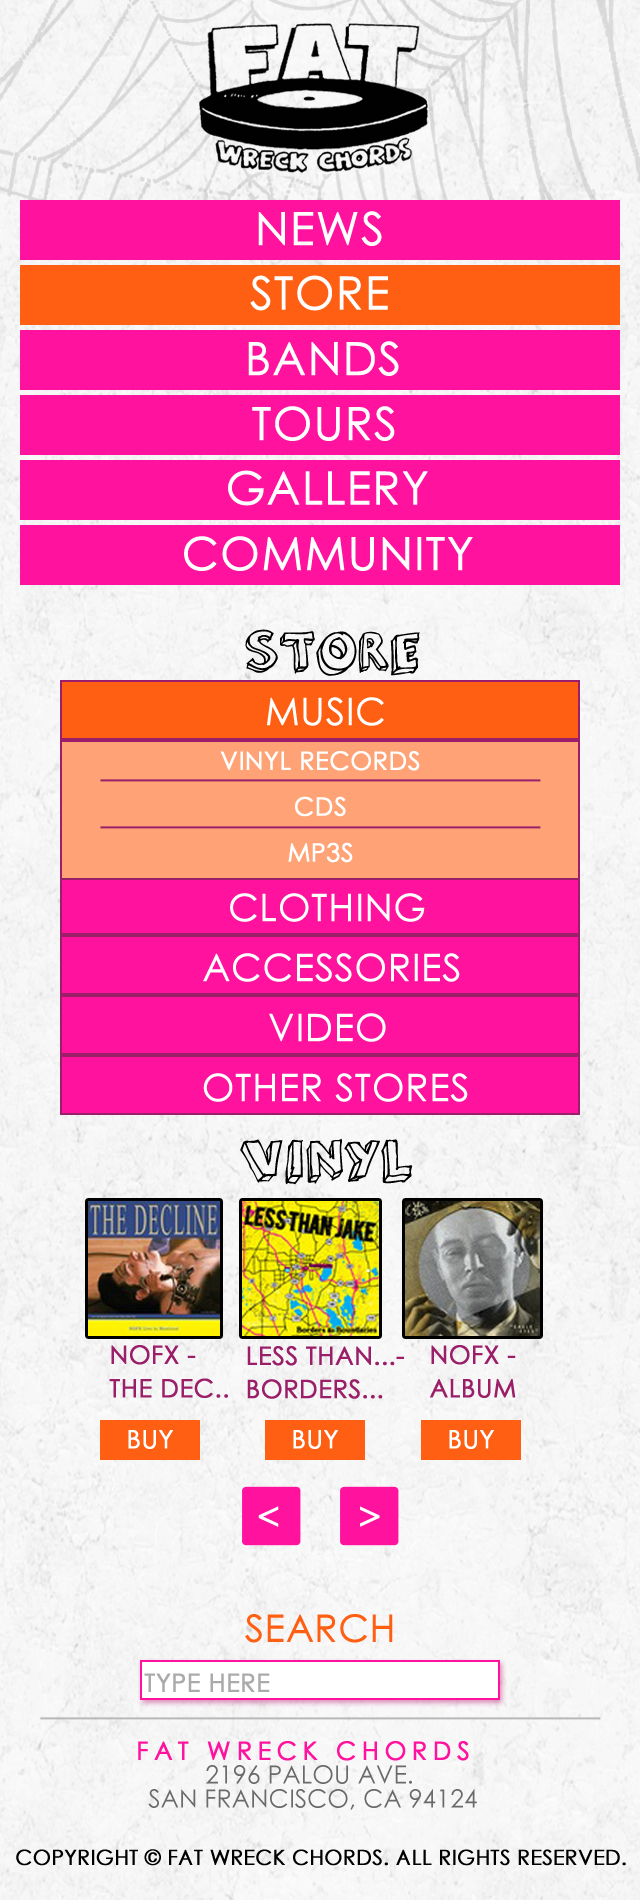 FAT
WRECK CHORDS
NEWS
STORE
BANDS
TOURS
GALLERY
COMMUNITY
STORE
MUSIC
VINYL RECORDS
CDS
MP3S
CLOTHING
ACCESSORIES
VIDEO
OTHER STORES
VINYL
THE DECLINE
LESS THAN JAKE
Borders & Boundaries
NOFX -
THE DEC..
LESS THAN...-
BORDERS...
NOFX -
ALBUM
BUY
BUY
BUY
< >
SEARCH
TYPE HERE
FAT WRECK CHORDS
2196 PALOU AVE.
SAN FRANCISCO, CA 94124
COPYRIGHT © FAT WRECK CHORDS. ALL RIGHTS RESERVED.